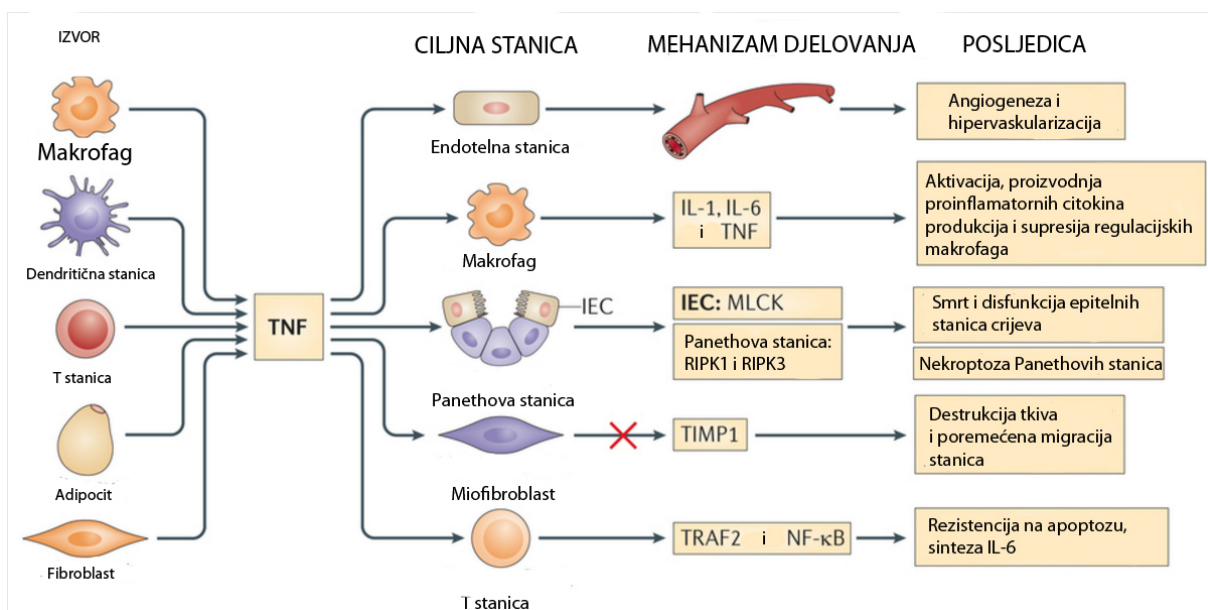 IZVOR
CILJNA STANICA
MEHANIZAM DJELOVANJA
POSLJEDICA
Makrofag
Dendritična stanica
T stanica
Adipocit
Fibroblast
TNF
Endotelna stanica
Makrofag
IEC
Panethova stanica
Miofibroblast
T stanica
IL-1, IL-6
i TNF
IEC: MLCK
Panethova stanica:
RIPK1 i RIPK3
TIMP1
TRAF2 i NF-κB
Angiogeneza i
hipervaskularizacija
Aktivacija, proizvodnja
proinflamatornih citokina
produkcija i supresija regulacijskih
makrofaga
Smrt i disfunkcija epitelnih
stanica crijeva
Nekroptoza Panethovih stanica
Destrukcija tkiva
i poremećena migracija
stanica
Rezistencija na apoptozu,
sinteza IL-6